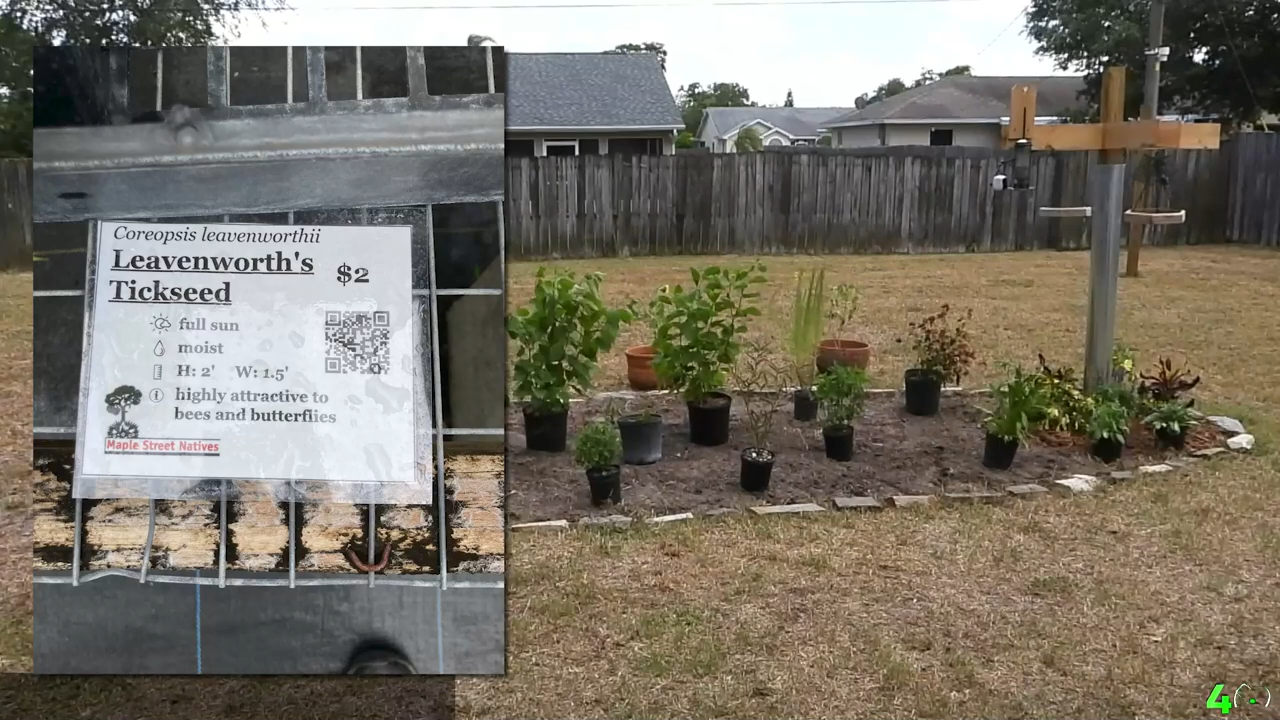 Coreopsis leavenworthii
Leavenworth's
Tickseed
$2
full sun
moist
H: 2' W: 1.5'
highly attractive to
bees and butterflies
Maple Street Natives
4